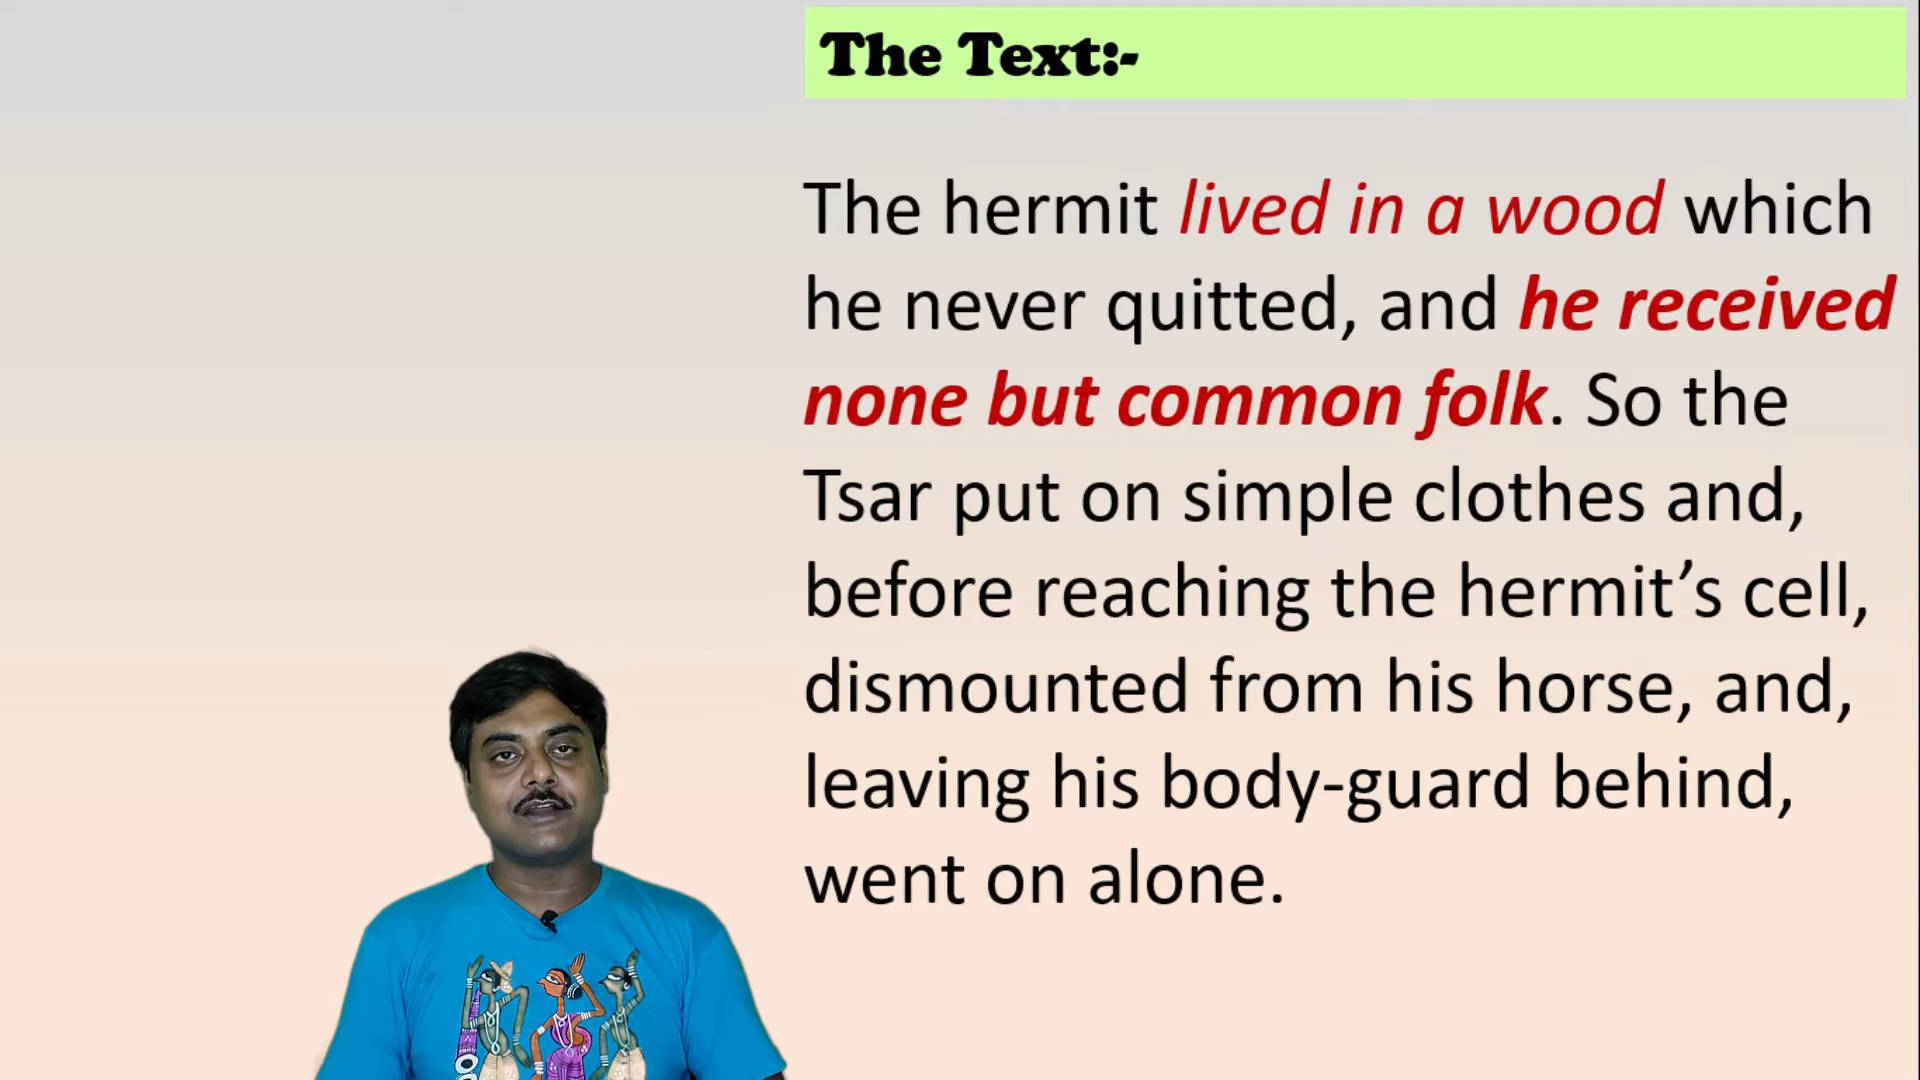 The Text:-
The hermit lived in a wood which
he never quitted, and he received
none but common folk. So the
Tsar put on simple clothes and,
before reaching the hermit’s cell,
dismounted from his horse, and,
leaving his body-guard behind,
went on alone.